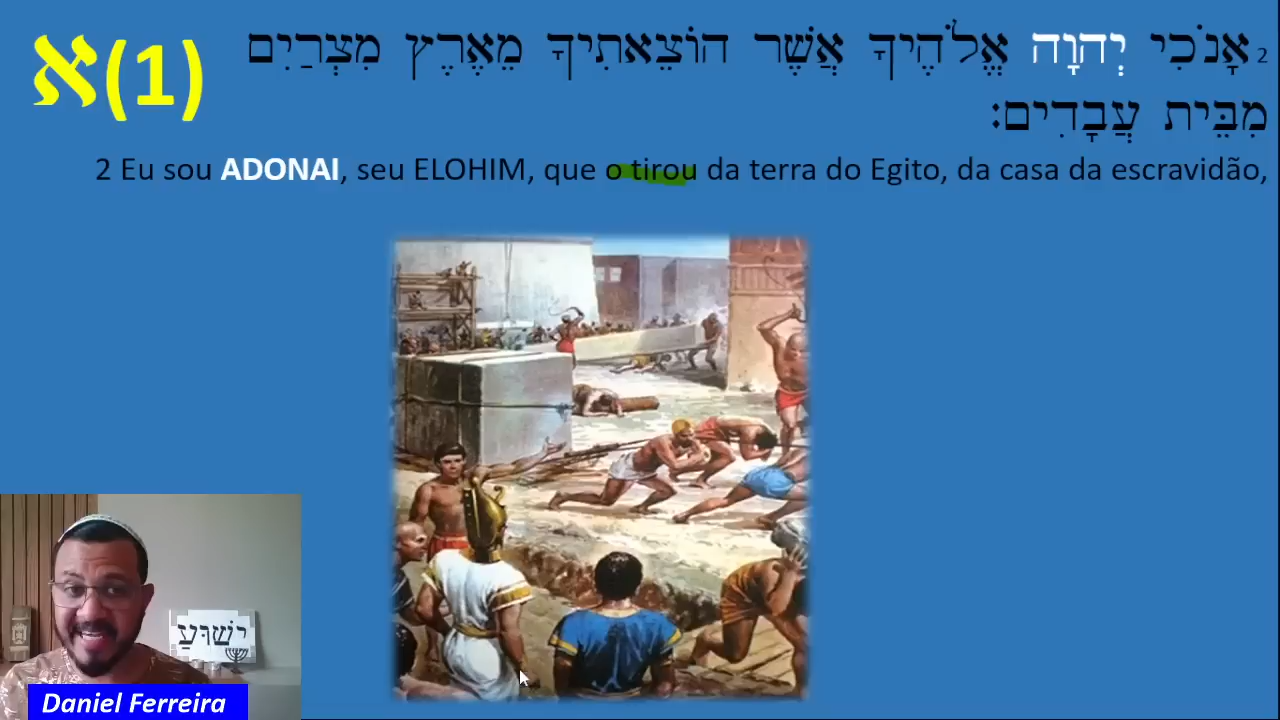 א(1)
2 אָנֹכִי יְהוָה אֱלֹהֶיךָ אֲשֶׁר הוֹצֵאתִיךָ מֵאֶרֶץ מִצְרַיִם
מִבֵּית עֲבָדִים׃
2 Eu sou ADONAI, seu ELOHIM, que o tirou da terra do Egito, da casa da escravidão,
ישוע
Daniel Ferreira